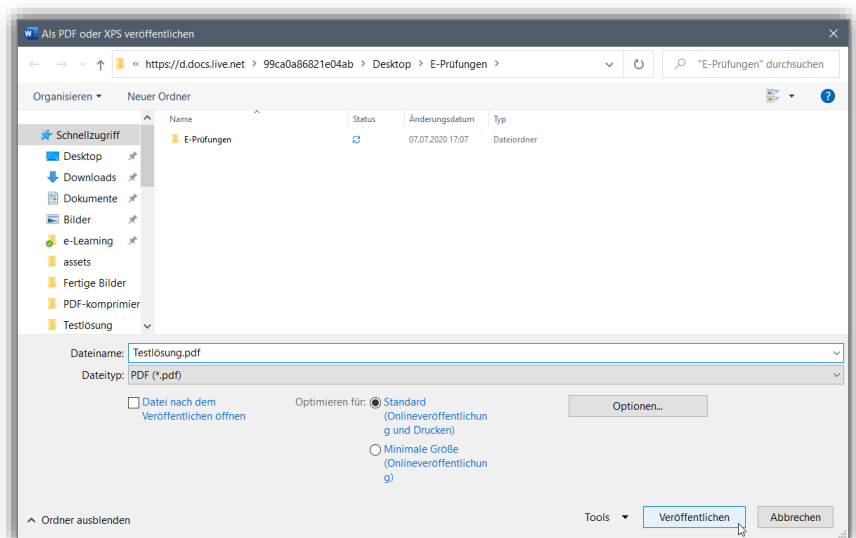 Als PDF oder XPS veröffentlichen
« https://d.docs.live.net > 99ca0a86821e04ab > Desktop > E-Prüfungen >
"E-Prüfungen" durchsuchen
Organisieren
Neuer Ordner
Name Status Änderungsdatum Typ
E-Prüfungen 07.07.2020 17:07 Dateiordner
Schnellzugriff
Desktop
Downloads
Dokumente
Bilder
e-Learning
assets
Fertige Bilder
PDF-komprimier
Testlösung
Dateiname: Testlösung.pdf
Dateityp: PDF (*.pdf)
Datei nach dem
Veröffentlichen öffnen
Optimieren für:
Standard
(Onlineveröffentlichun
g und Drucken)
Minimale Größe
(Onlineveröffentlichun
g)
Optionen...
Ordner ausblenden
Tools
Veröffentlichen
Abbrechen